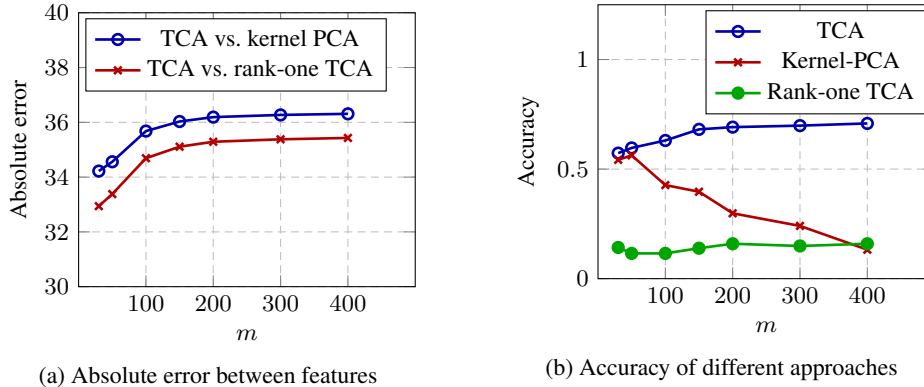 40
38
36
34
32
30
Absolute error
TCA vs. kernel PCA
TCA vs. rank-one TCA
100 200 300 400
m
(a) Absolute error between features
1
0.5
0
Accuracy
TCA
Kernel-PCA
Rank-one TCA
100 200 300 400
m
(b) Accuracy of different approaches